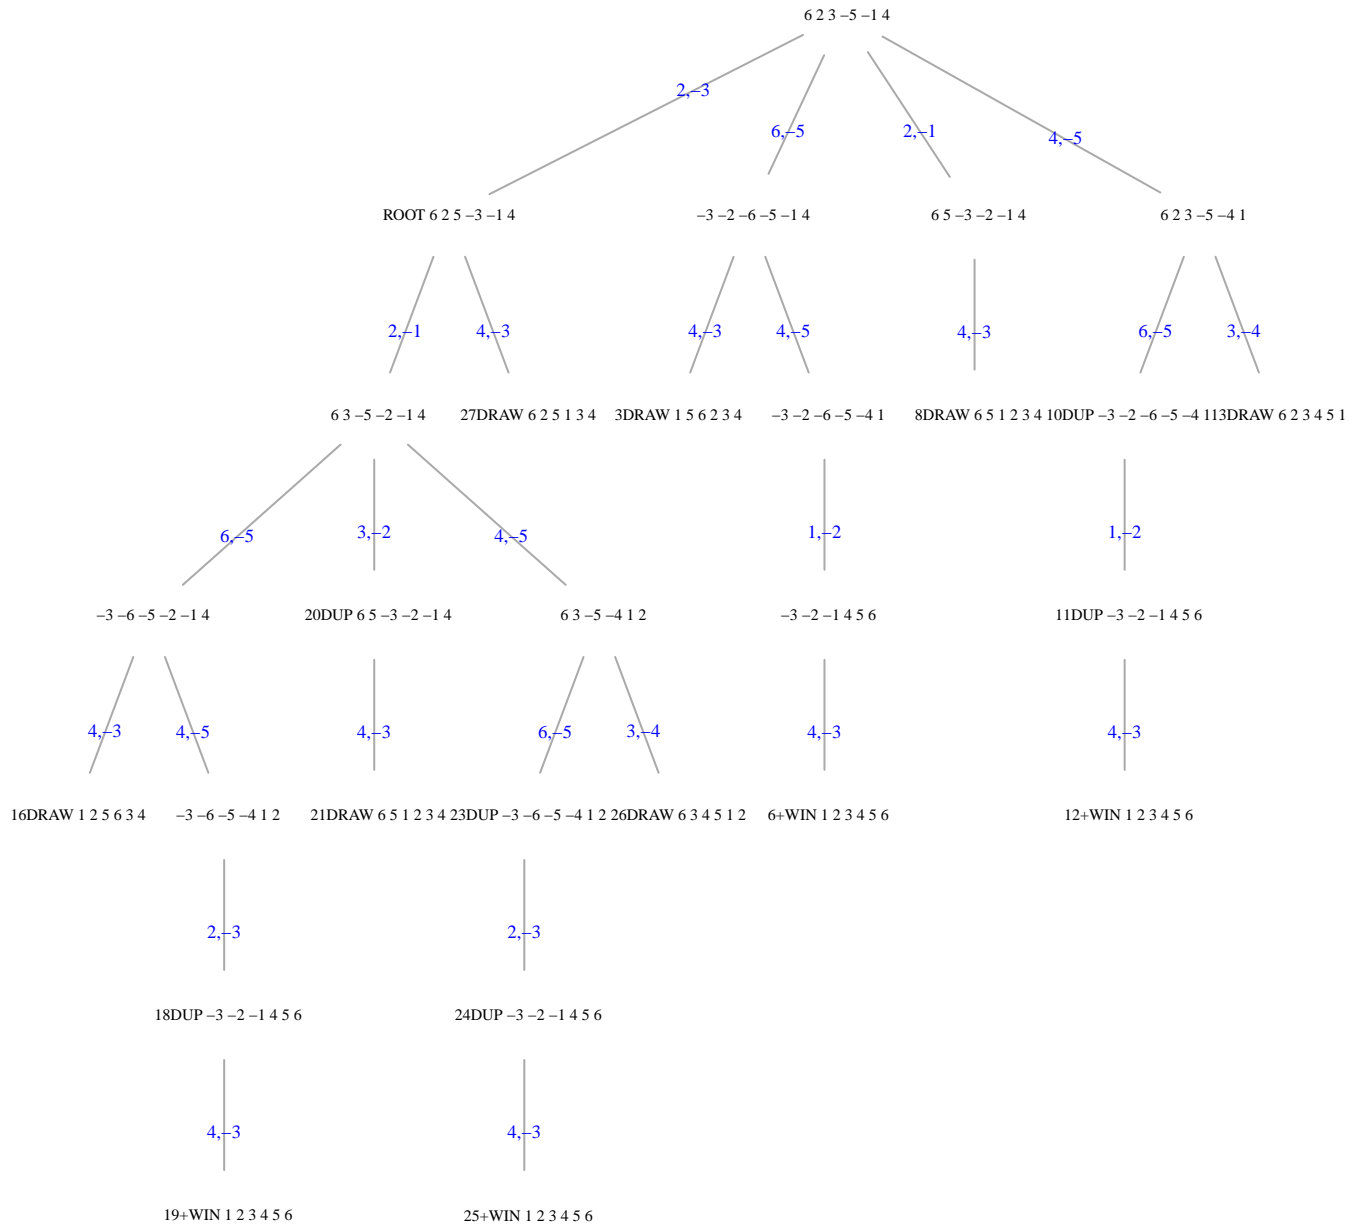 6 2 3 −5 −1 4
2,−3
6,−5
2,−1
4,−5
ROOT 6 2 5 −3 −1 4
−3 −2 −6 −5 −1 4
6 5 −3 −2 −1 4
6 2 3 −5 −4 1
2,−1
4,−3
4,−3
4,−5
4,−3
6,−5
3,−4
6 3 −5 −2 −1 4
27DRAW 6 2 5 1 3 4
3DRAW 1 5 6 2 3 4
−3 −2 −6 −5 −4 1
8DRAW 6 5 1 2 3 4
10DUP −3 −2 −6 −5 −4 1
13DRAW 6 2 3 4 5 1
6,−5
3,−2
4,−5
1,−2
1,−2
−3 −6 −5 −2 −1 4
20DUP 6 5 −3 −2 −1 4
6 3 −5 −4 1 2
−3 −2 −1 4 5 6
11DUP −3 −2 −1 4 5 6
4,−3
4,−5
4,−3
6,−5
3,−4
4,−3
4,−3
16DRAW 1 2 5 6 3 4
−3 −6 −5 −4 1 2
21DRAW 6 5 1 2 3 4
23DUP −3 −6 −5 −4 1 2
26DRAW 6 3 4 5 1 2
6+WIN 1 2 3 4 5 6
12+WIN 1 2 3 4 5 6
2,−3
2,−3
18DUP −3 −2 −1 4 5 6
24DUP −3 −2 −1 4 5 6
4,−3
4,−3
19+WIN 1 2 3 4 5 6
25+WIN 1 2 3 4 5 6